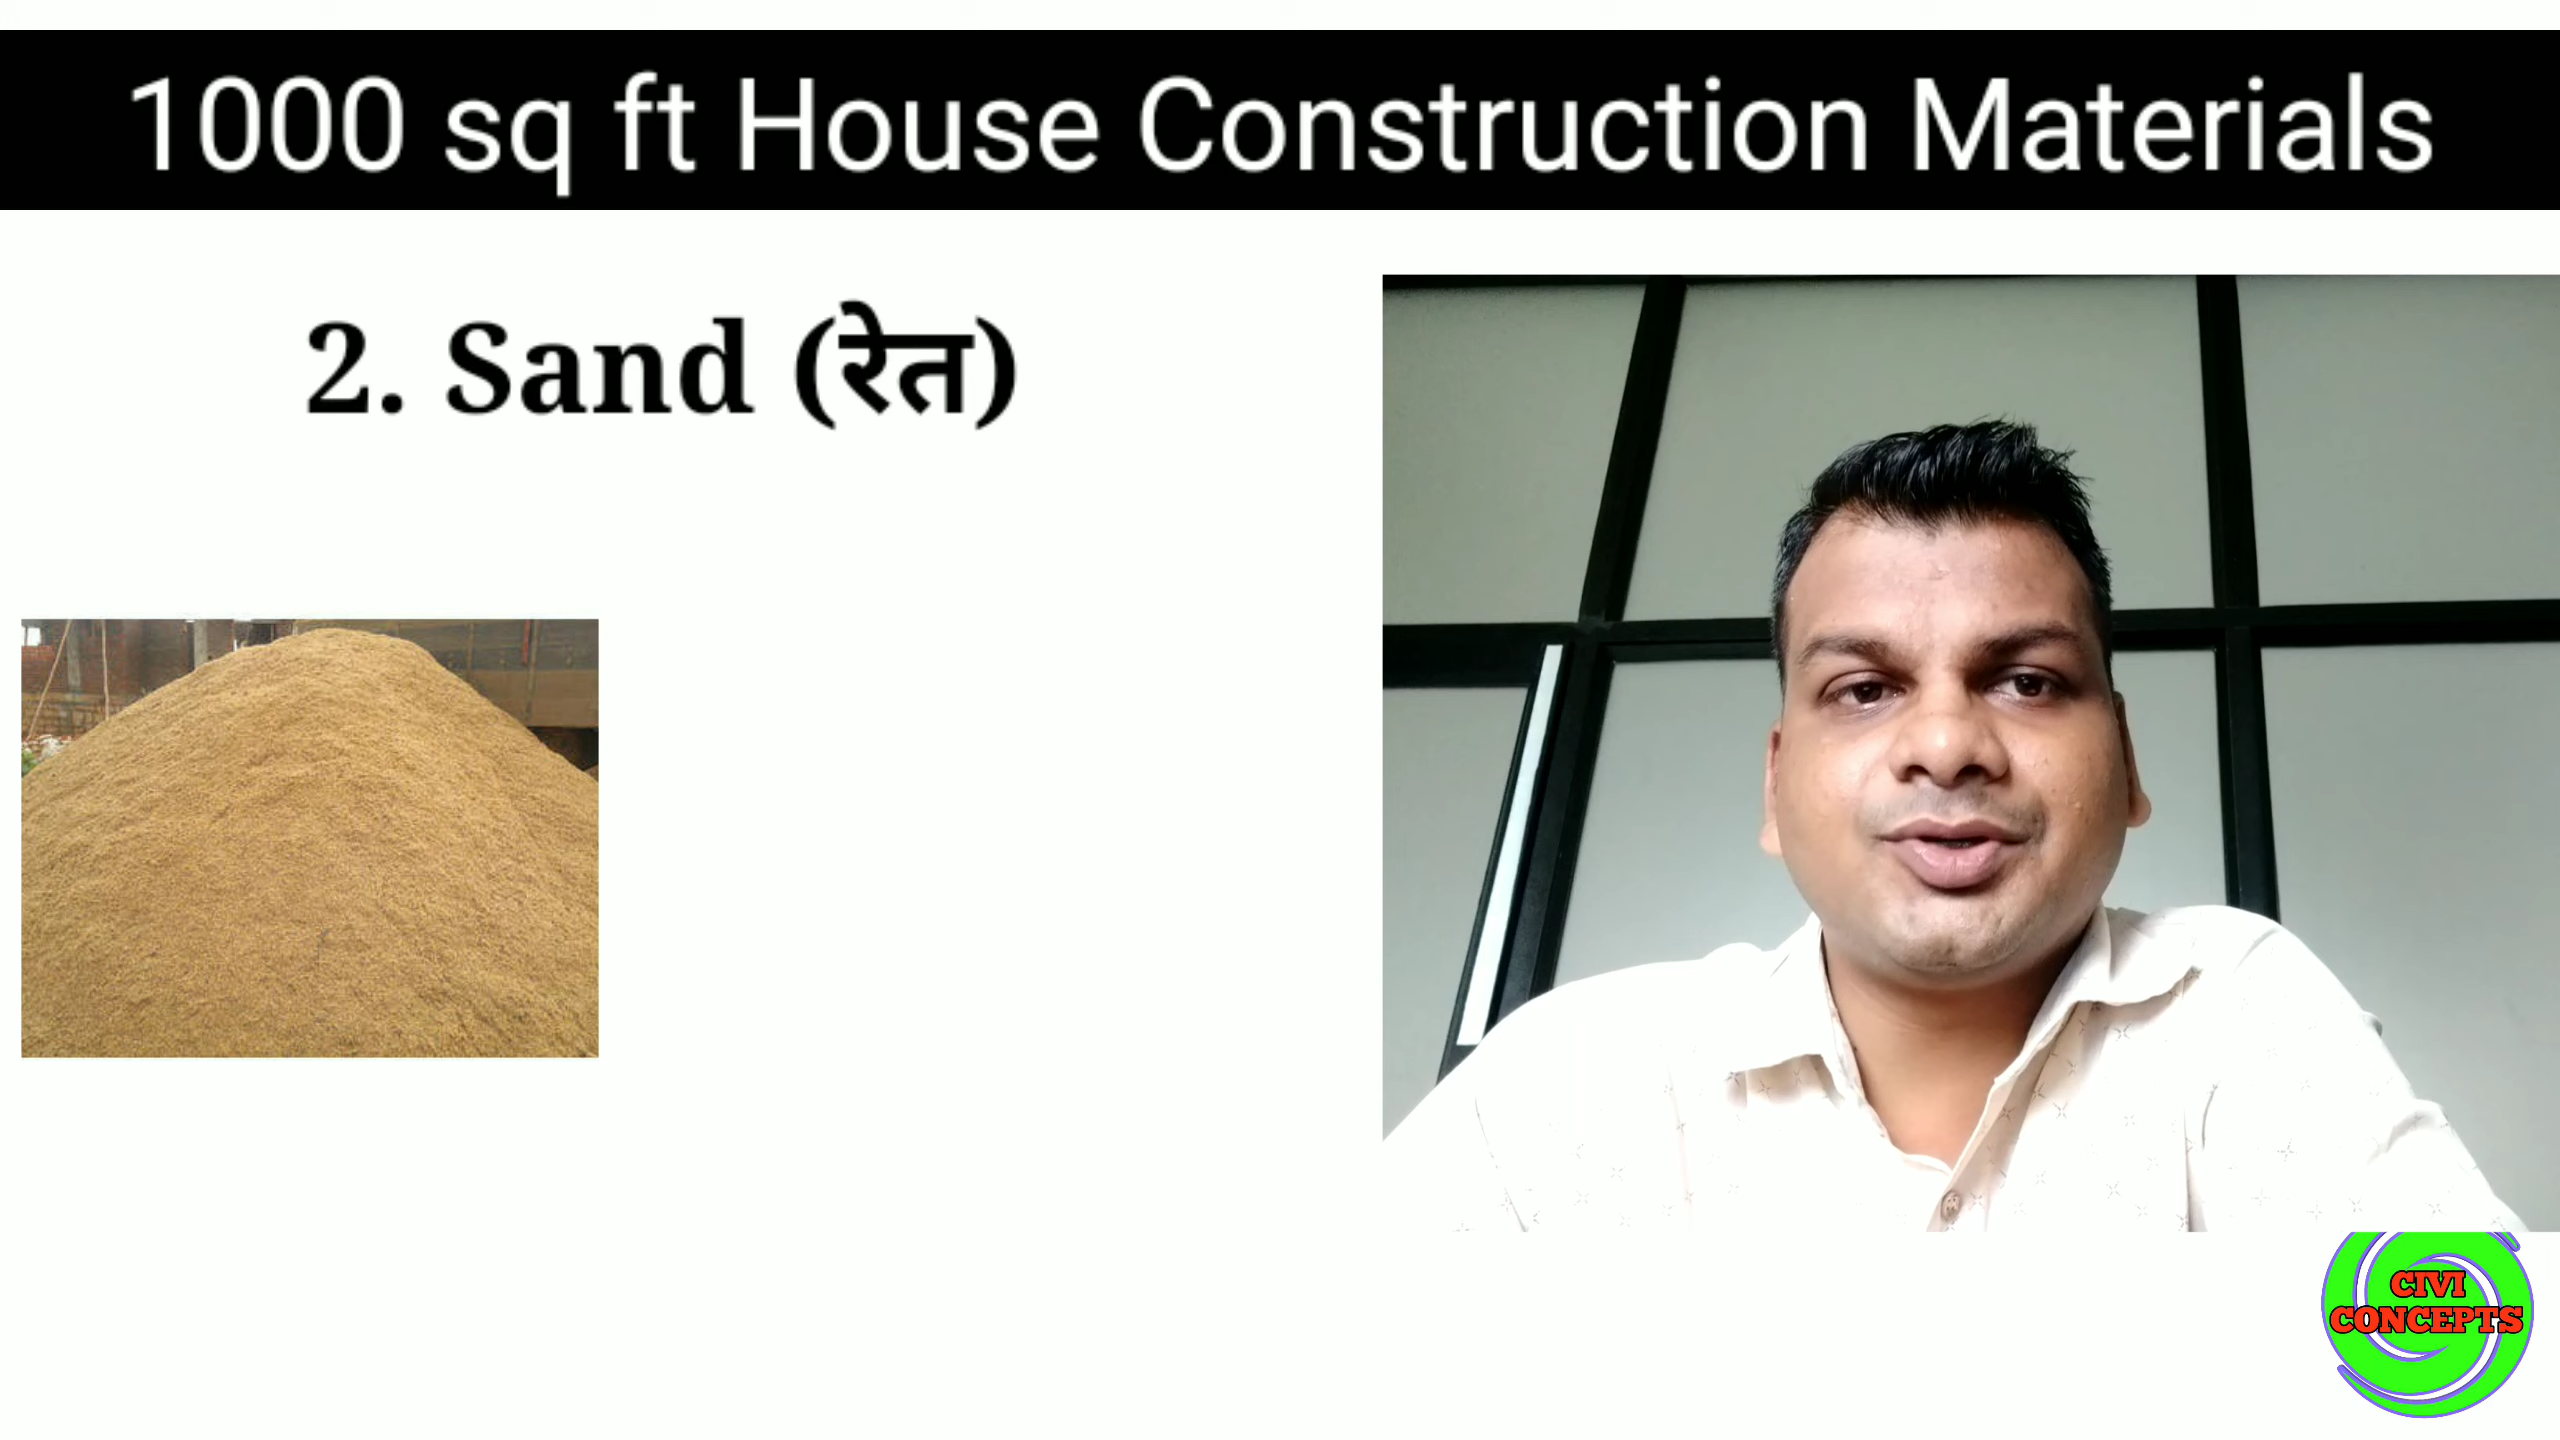 1000 sq ft House Construction Materials
2. Sand (रेत)
CIVI
CONCEPTS